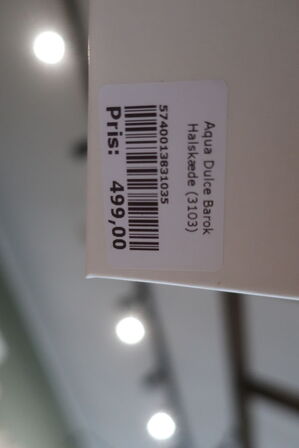 Aqua Dulce Barok
Halskæde (3103)
5740013831035
Pris: 499,00